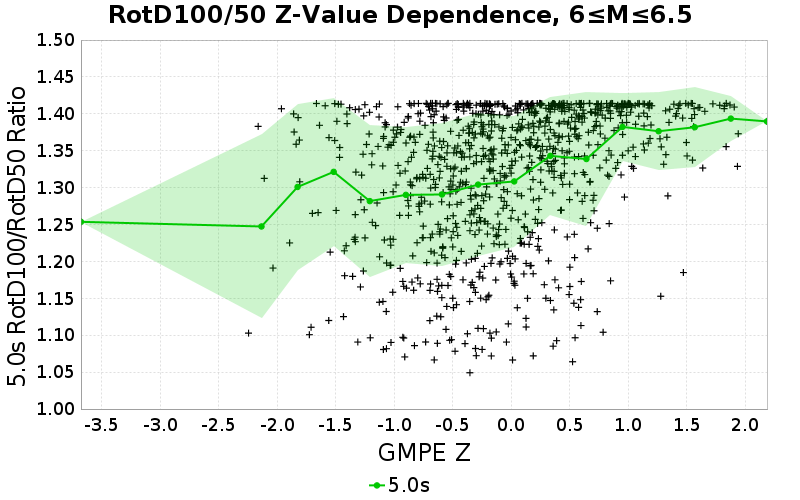 RotD100/50 Z-Value Dependence, 6≤M≤6.5
5.0s RotD100/RotD50 Ratio
1.50
1.45
1.40
1.35
1.30
1.25
1.20
1.15
1.10
1.05
1.00
-3.5 -3.0 -2.5 -2.0 -1.5 -1.0 -0.5 0.0 0.5 1.0 1.5 2.0
GMPE Z
5.0s